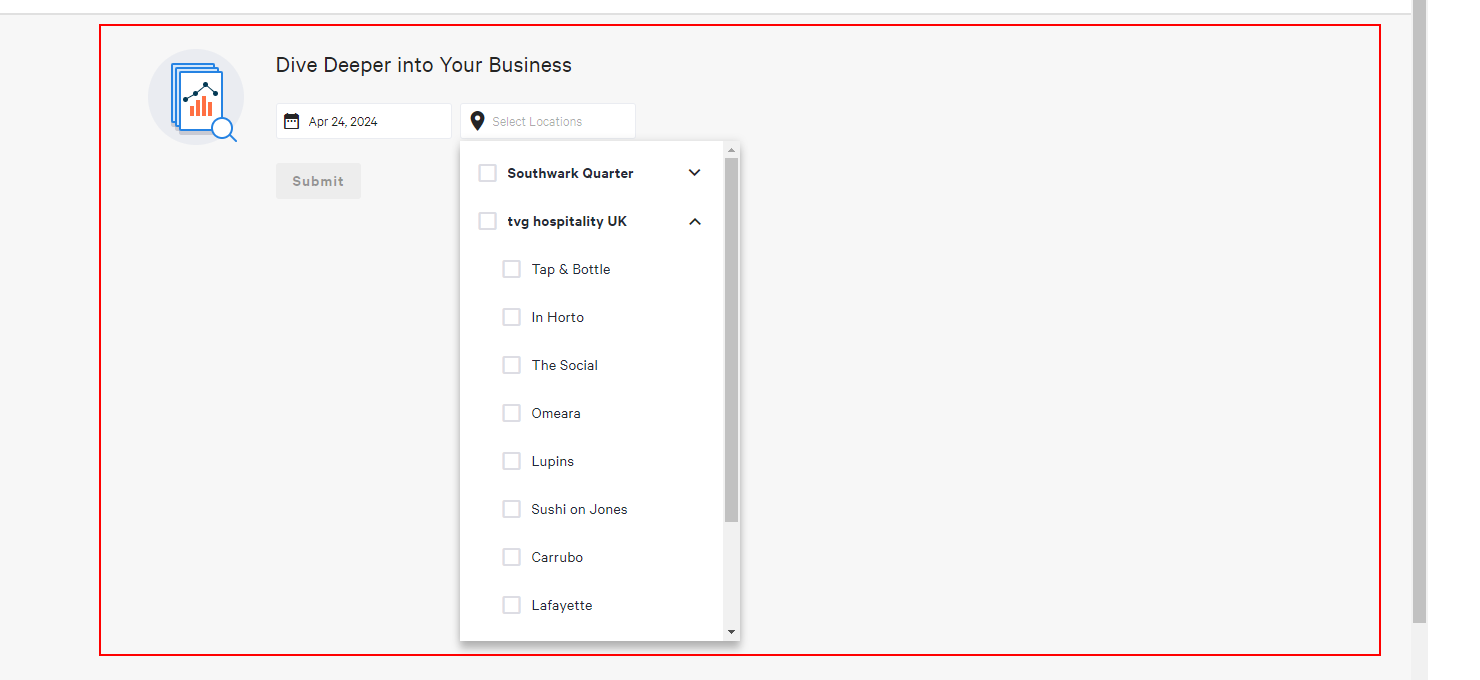 Dive Deeper into Your Business
Apr 24, 2024
Select Locations
Submit
Southwark Quarter
tvg hospitality UK
Tap & Bottle
In Horto
The Social
Omeara
Lupins
Sushi on Jones
Carrubo
Lafayette